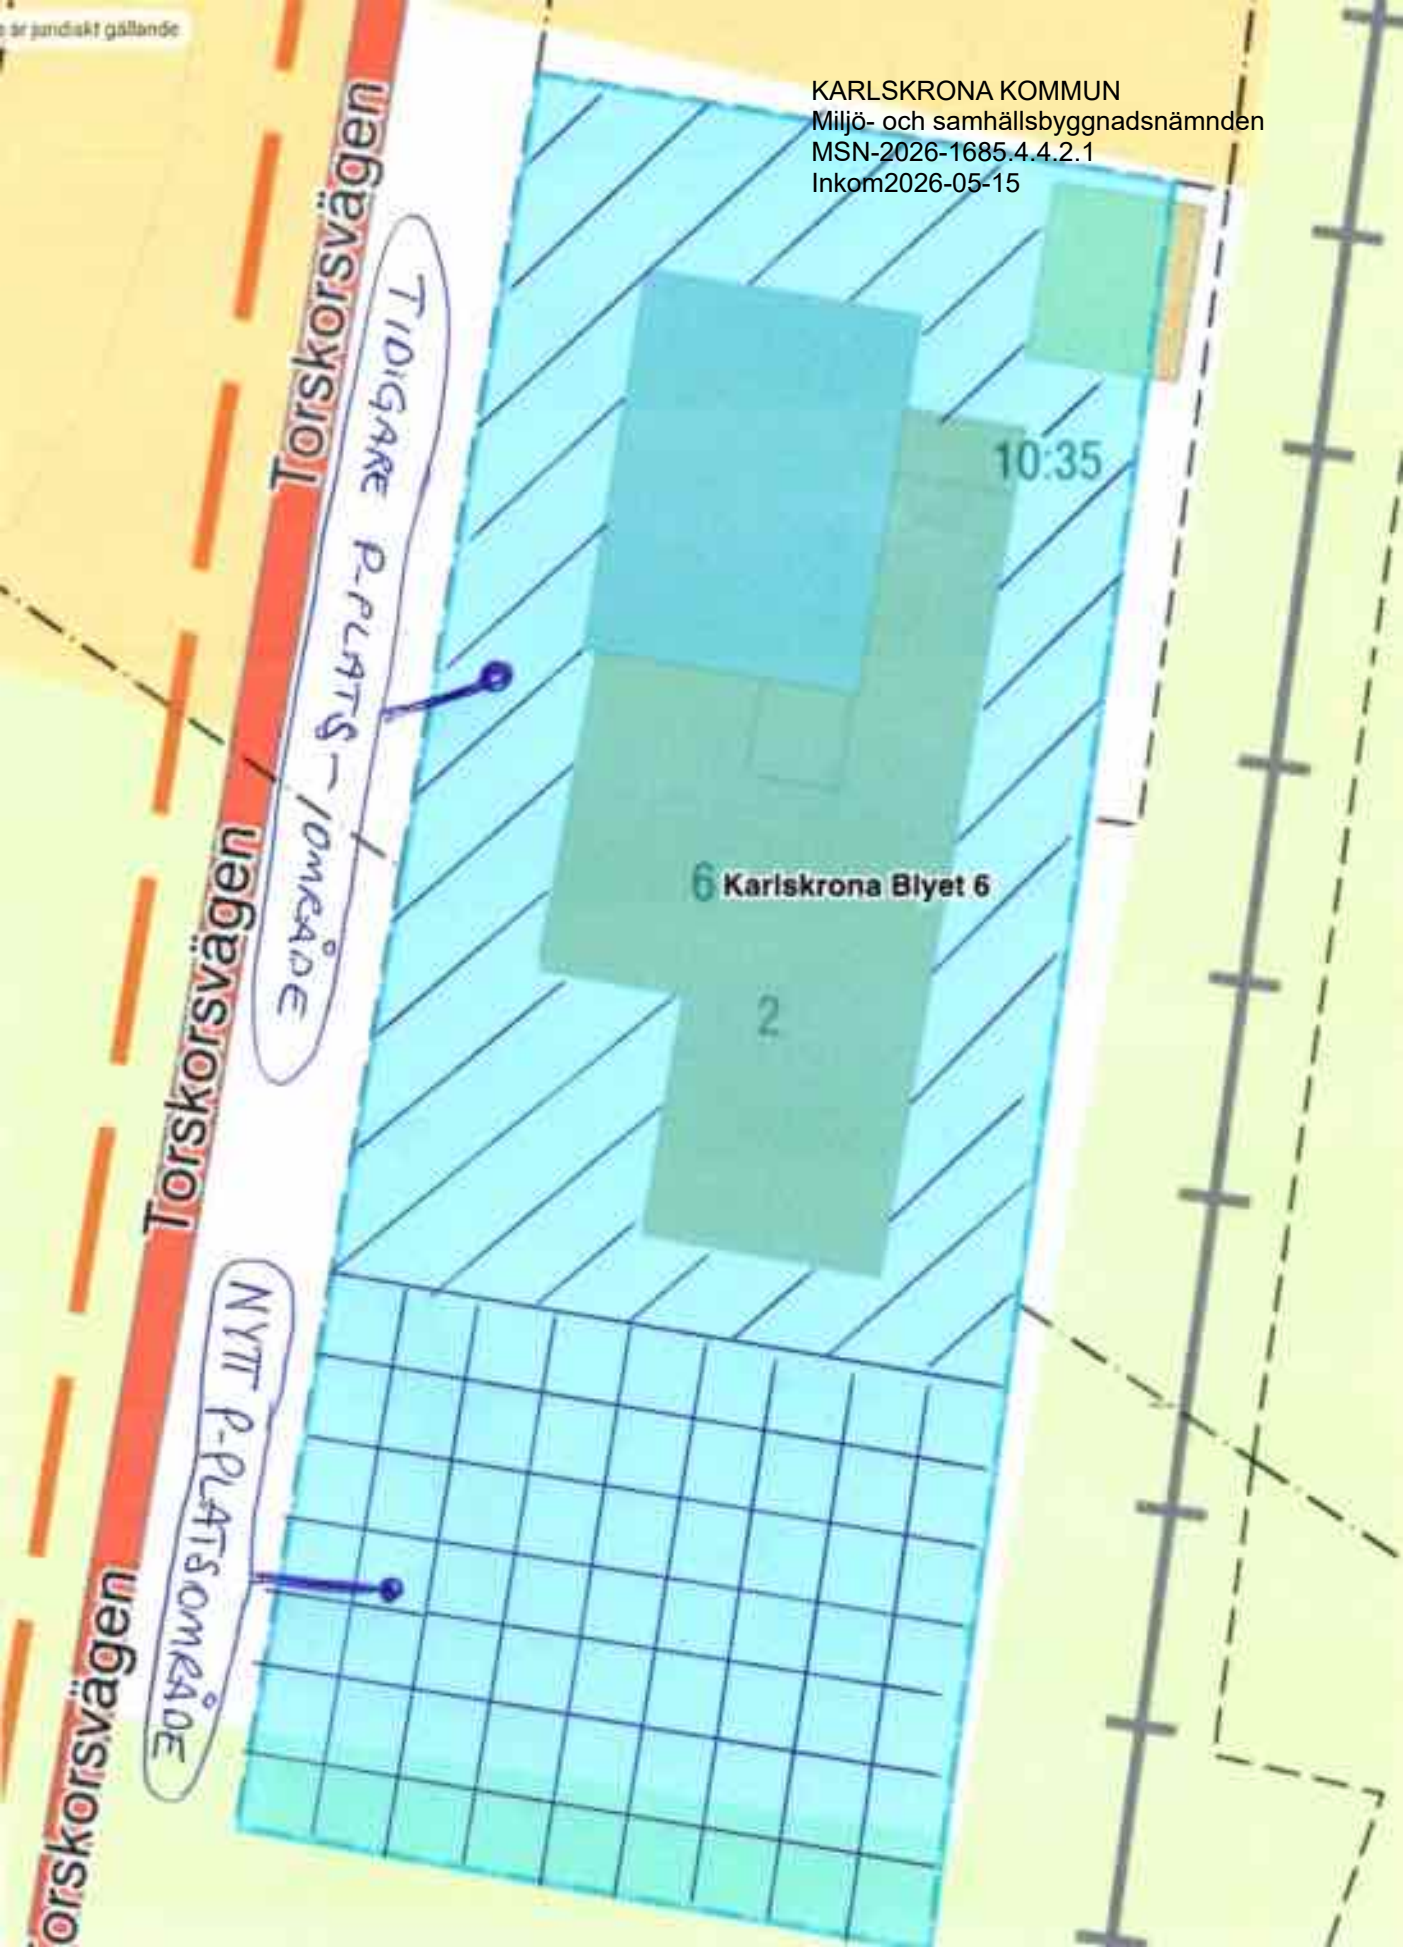 är juridiskt gällande
KARLSKRONA KOMMUN
Miljö- och samhällsbyggnadsnämnden
MSN-2026-1685.4.4.2.1
Inkom2026-05-15
Torskorsvägen
TIDIGARE P-PLATS-/OMRÅDE
10:35
6 Karlskrona Blyet 6
2
Torskorsvägen
NYTT P-PLATSOMRÅDE
Torskorsvägen